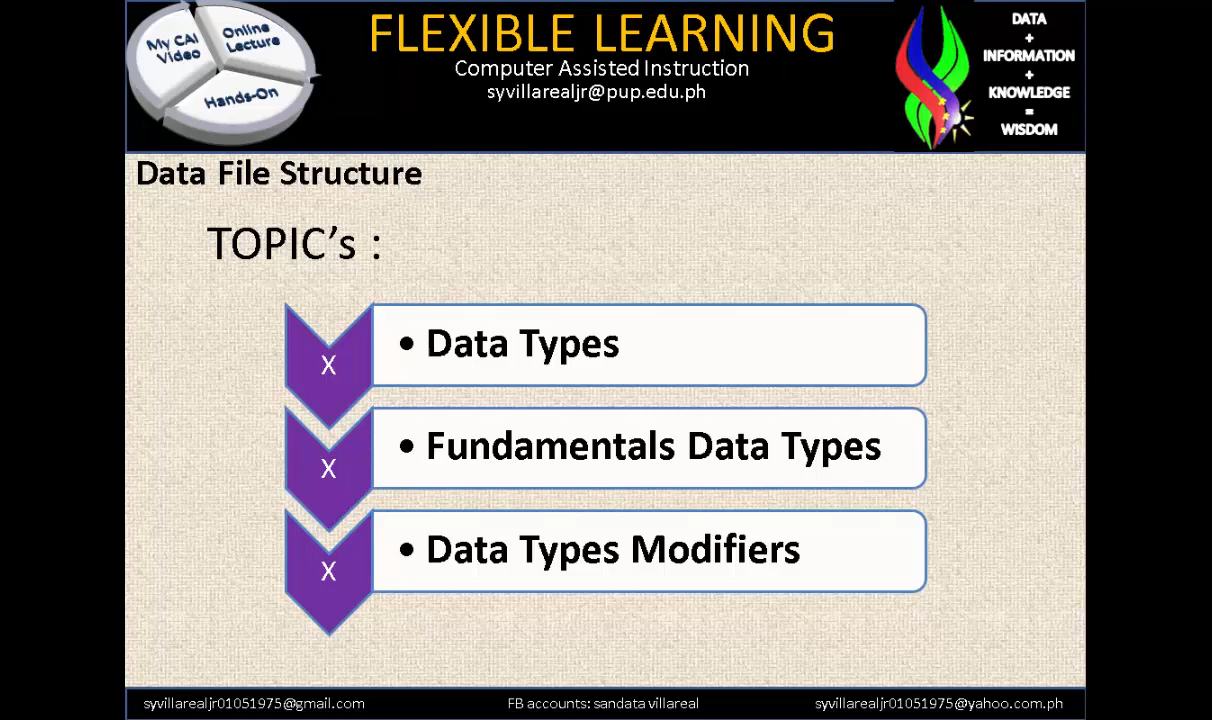 My CAI
Video
Online
Lecture
Hands-On
FLEXIBLE LEARNING
Computer Assisted Instruction
syvillarealjr@pup.edu.ph
DATA
+
INFORMATION
+
KNOWLEDGE
=
WISDOM
Data File Structure
TOPIC’s :
X
• Data Types
X
• Fundamentals Data Types
X
• Data Types Modifiers
syvillarealjr01051975@gmail.com
FB accounts: sandata villareal
syvillarealjr01051975@yahoo.com.ph